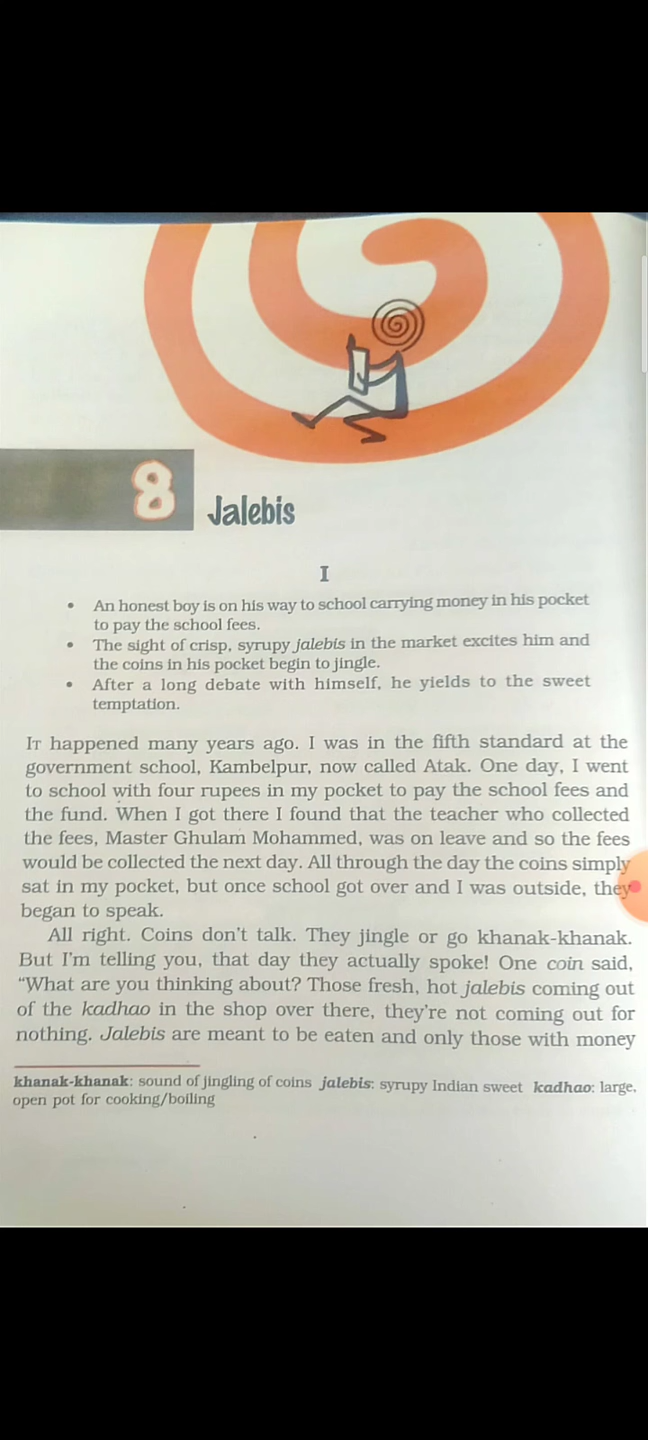 8 Jalebis
I
• An honest boy is on his way to school carrying money in his pocket
to pay the school fees.
• The sight of crisp, syrupy jalebis in the market excites him and
the coins in his pocket begin to jingle.
• After a long debate with himself, he yields to the sweet
temptation.
IT happened many years ago. I was in the fifth standard at the
government school, Kambelpur, now called Atak. One day, I went
to school with four rupees in my pocket to pay the school fees and
the fund. When I got there I found that the teacher who collected
the fees, Master Ghulam Mohammed, was on leave and so the fees
would be collected the next day. All through the day the coins simply
sat in my pocket, but once school got over and I was outside, they
began to speak.
All right. Coins don't talk. They jingle or go khanak-khanak.
But I'm telling you, that day they actually spoke! One coin said,
“What are you thinking about? Those fresh, hot jalebis coming out
of the kadhao in the shop over there, they're not coming out for
nothing. Jalebis are meant to be eaten and only those with money
khanak-khanak: sound of jingling of coins jalebis: syrupy Indian sweet kadhao: large,
open pot for cooking/boiling